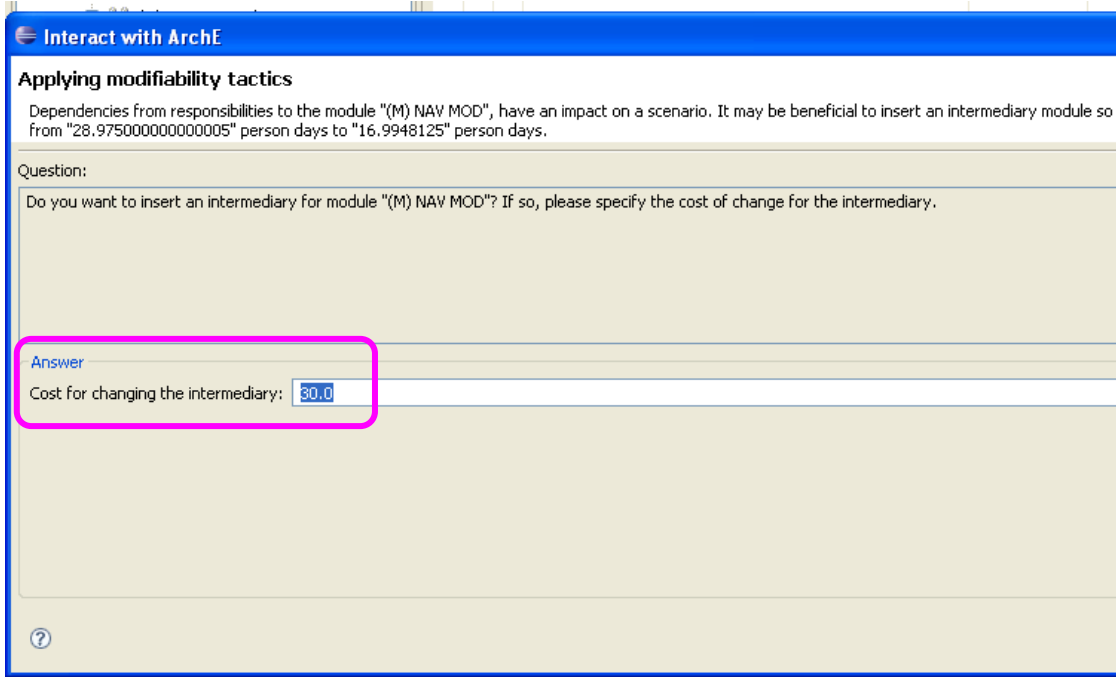 Interact with ArchE
Applying modifiability tactics
Dependencies from responsibilities to the module "(M) NAV MOD", have an impact on a scenario. It may be beneficial to insert an intermediary module so
from "28.975000000000005" person days to "16.9948125" person days.
Question:
Do you want to insert an intermediary for module "(M) NAV MOD"? If so, please specify the cost of change for the intermediary.
Answer
Cost for changing the intermediary: 30.0
?